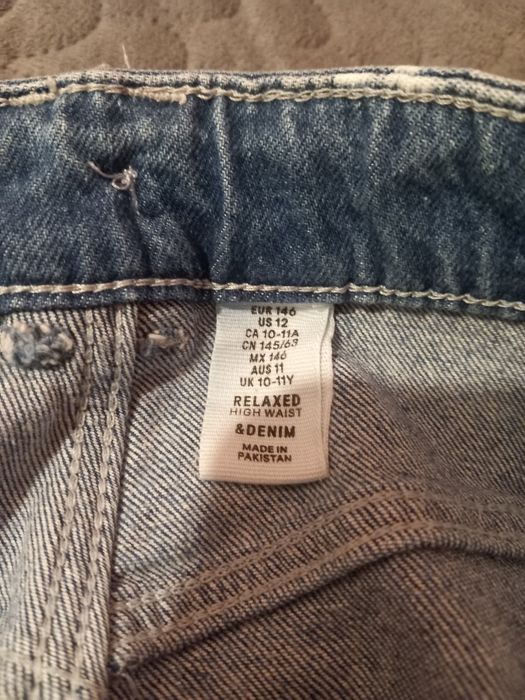 EUR 146
US 12
CA 10-11A
CN 145/63
MX 146
AUS 11
UK 10-11Y
RELAXED
HIGH WAIST
&DENIM
MADE IN
PAKISTAN